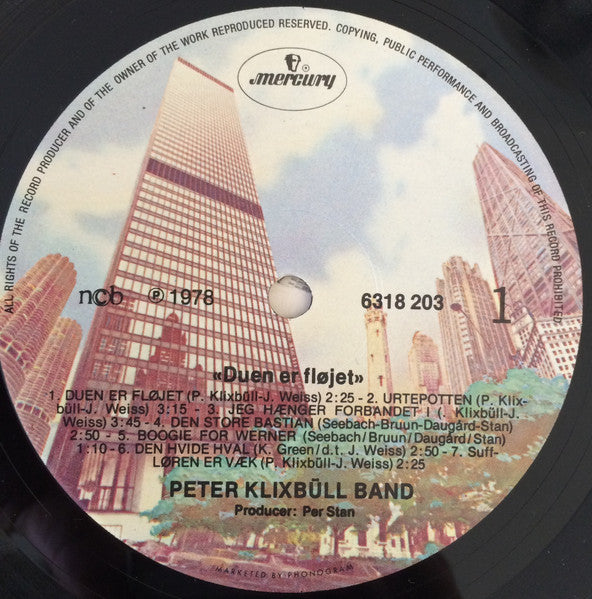 ALL RIGHTS OF THE RECORD PRODUCER AND OF THE OWNER OF THE WORK REPRODUCED RESERVED. COPYING, PUBLIC PERFORMANCE AND BROADCASTING OF THIS RECORD PROHIBITED
mercury
ncb ℗ 1978 6318 203 1
«Duen er fløjet»
1. DUEN ER FLØJET (P. Klixbüll-J. Weiss) 2:25 - 2. URTEPOTTEN (P. Klix-
büll-J. Weiss) 3:15 - 3. JEG HÆNGER FORBANDET I (. Klixbüll-J.
Weiss) 3:45 - 4. DEN STORE BASTIAN (Seebach-Bruun-Daugård-Stan)
2:50 - 5. BOOGIE FOR WERNER (Seebach/Bruun/Daugård/Stan)
1:10 - 6. DEN HVIDE HVAL (K. Green/d.t. J. Weiss) 2:50 - 7. Suff-
LØREN ER VÆK (P. Klixbüll-J. Weiss) 2:25
PETER KLIXBÜLL BAND
Producer: Per Stan
MARKETED BY PHONOGRAM